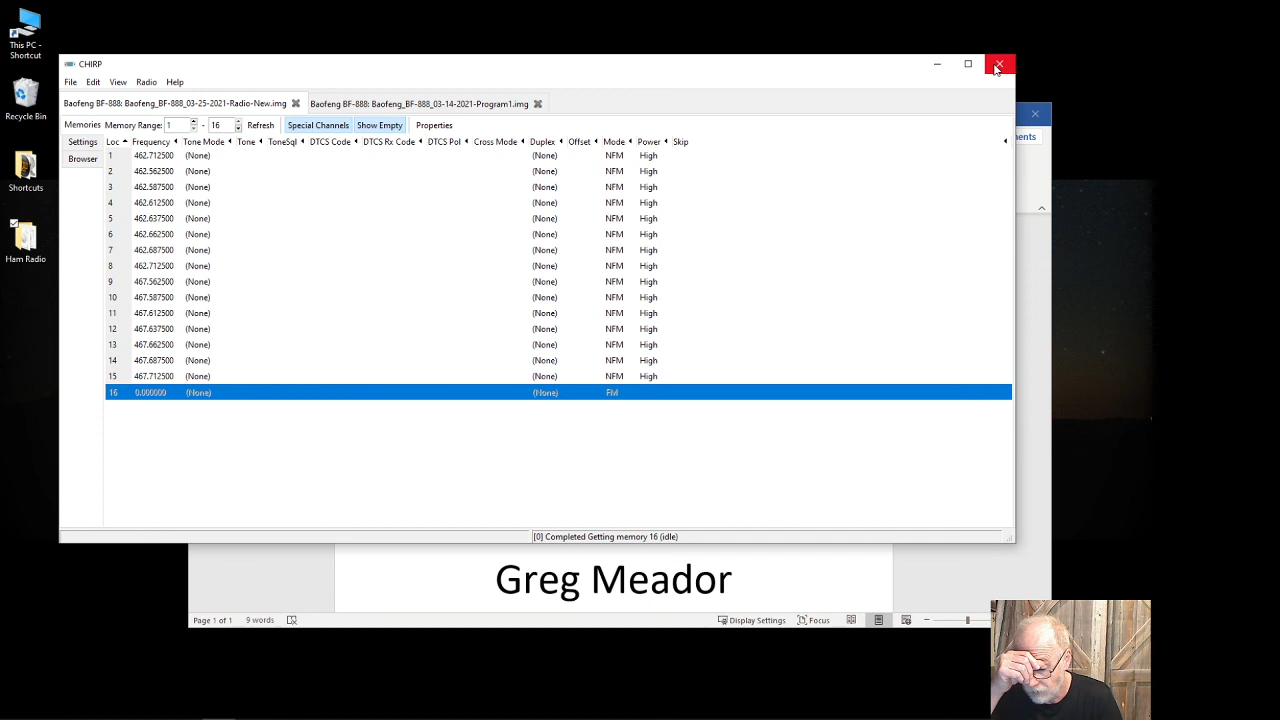 This PC -
Shortcut
Recycle Bin
Shortcuts
Ham Radio
CHIRP
File Edit View Radio Help
Baofeng BF-888: Baofeng_BF-888_03-25-2021-Radio-New.img Baofeng BF-888: Baofeng_BF-888_03-14-2021-Program1.img
Memories Memory Range: 1 - 16 Refresh Special Channels Show Empty Properties
Settings
Browser
Loc Frequency Tone Mode Tone ToneSql DTCS Code DTCS Rx Code DTCS Pol Cross Mode Duplex Offset Mode Power Skip
1 462.712500 (None) (None) NFM High
2 462.562500 (None) (None) NFM High
3 462.587500 (None) (None) NFM High
4 462.612500 (None) (None) NFM High
5 462.637500 (None) (None) NFM High
6 462.662500 (None) (None) NFM High
7 462.687500 (None) (None) NFM High
8 462.712500 (None) (None) NFM High
9 467.562500 (None) (None) NFM High
10 467.587500 (None) (None) NFM High
11 467.612500 (None) (None) NFM High
12 467.637500 (None) (None) NFM High
13 467.662500 (None) (None) NFM High
14 467.687500 (None) (None) NFM High
15 467.712500 (None) (None) NFM High
16 0.000000 (None) (None) FM
[0] Completed Getting memory 16 (idle)
ments
Greg Meador
Page 1 of 1 9 words Display Settings Focus